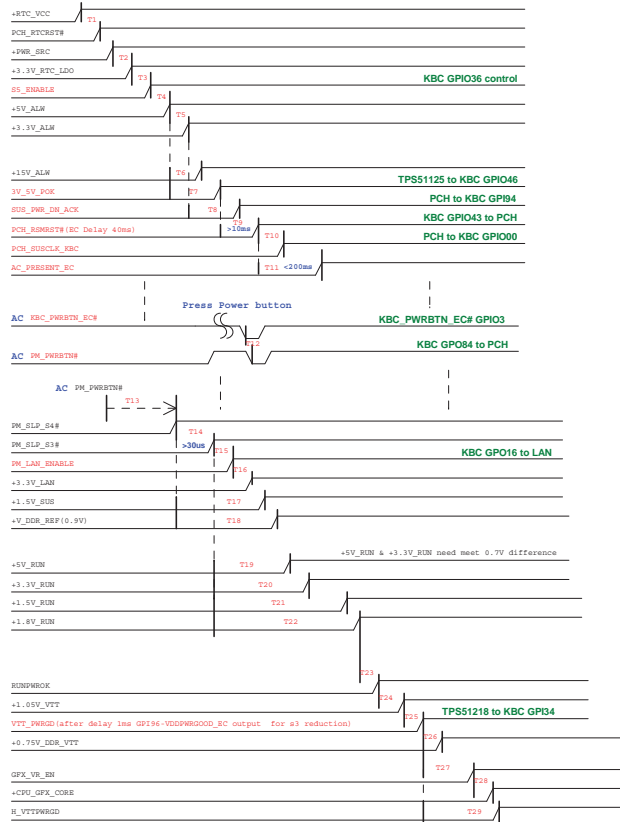 +RTC_VCC
T1
PCH_RTCRST#
+PWR_SRC
T2
+3.3V_RTC_LDO
T3
KBC GPIO36 control
S5_ENABLE
T4
+5V_ALW
T5
+3.3V_ALW
+15V_ALW
T6
TPS51125 to KBC GPIO46
3V_5V_POK
T7
PCH to KBC GPI94
SUS_PWR_DN_ACK
T8
T9
KBC GPIO43 to PCH
PCH_RSMRST#(EC Delay 40ms)
>10ms
T10
PCH to KBC GPIO00
PCH_SUSCLK_KBC
AC_PRESENT_EC
T11
<200ms
Press Power button
AC KBC_PWRBTN_EC#
KBC_PWRBTN_EC# GPIO3
T12
KBC GPO84 to PCH
AC PM_PWRBTN#
AC PM_PWRBTN#
T13
PM_SLP_S4#
T14
PM_SLP_S3#
>30us
T15
KBC GPO16 to LAN
PM_LAN_ENABLE
T16
+3.3V_LAN
+1.5V_SUS
T17
+V_DDR_REF(0.9V)
T18
+5V_RUN & +3.3V_RUN need meet 0.7V difference
+5V_RUN
T19
+3.3V_RUN
T20
+1.5V_RUN
T21
+1.8V_RUN
T22
T23
RUNPWROK
T24
+1.05V_VTT
T25
TPS51218 to KBC GPI34
VTT_PWRGD(after delay 1ms GPI96-VDDPWRGOOD_EC output for s3 reduction)
T26
+0.75V_DDR_VTT
T27
GFX_VR_EN
T28
+CPU_GFX_CORE
H_VTTPWRGD
T29